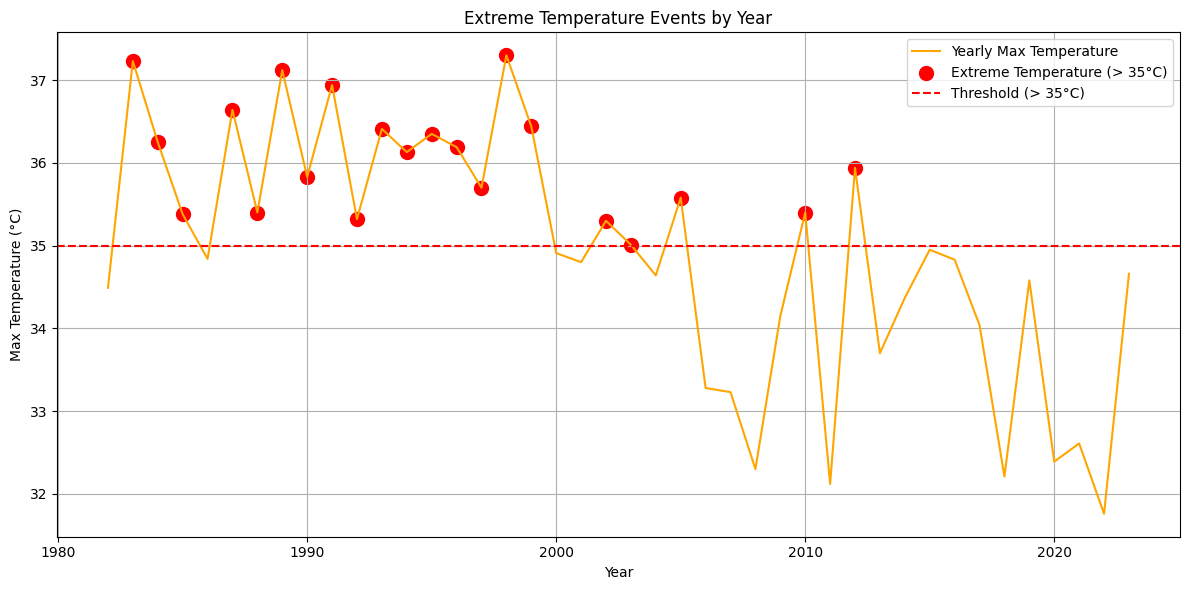 Extreme Temperature Events by Year
Yearly Max Temperature
Extreme Temperature (> 35°C)
Threshold (> 35°C)
Max Temperature (°C)
37
36
35
34
33
32
1980
1990
2000
2010
2020
Year